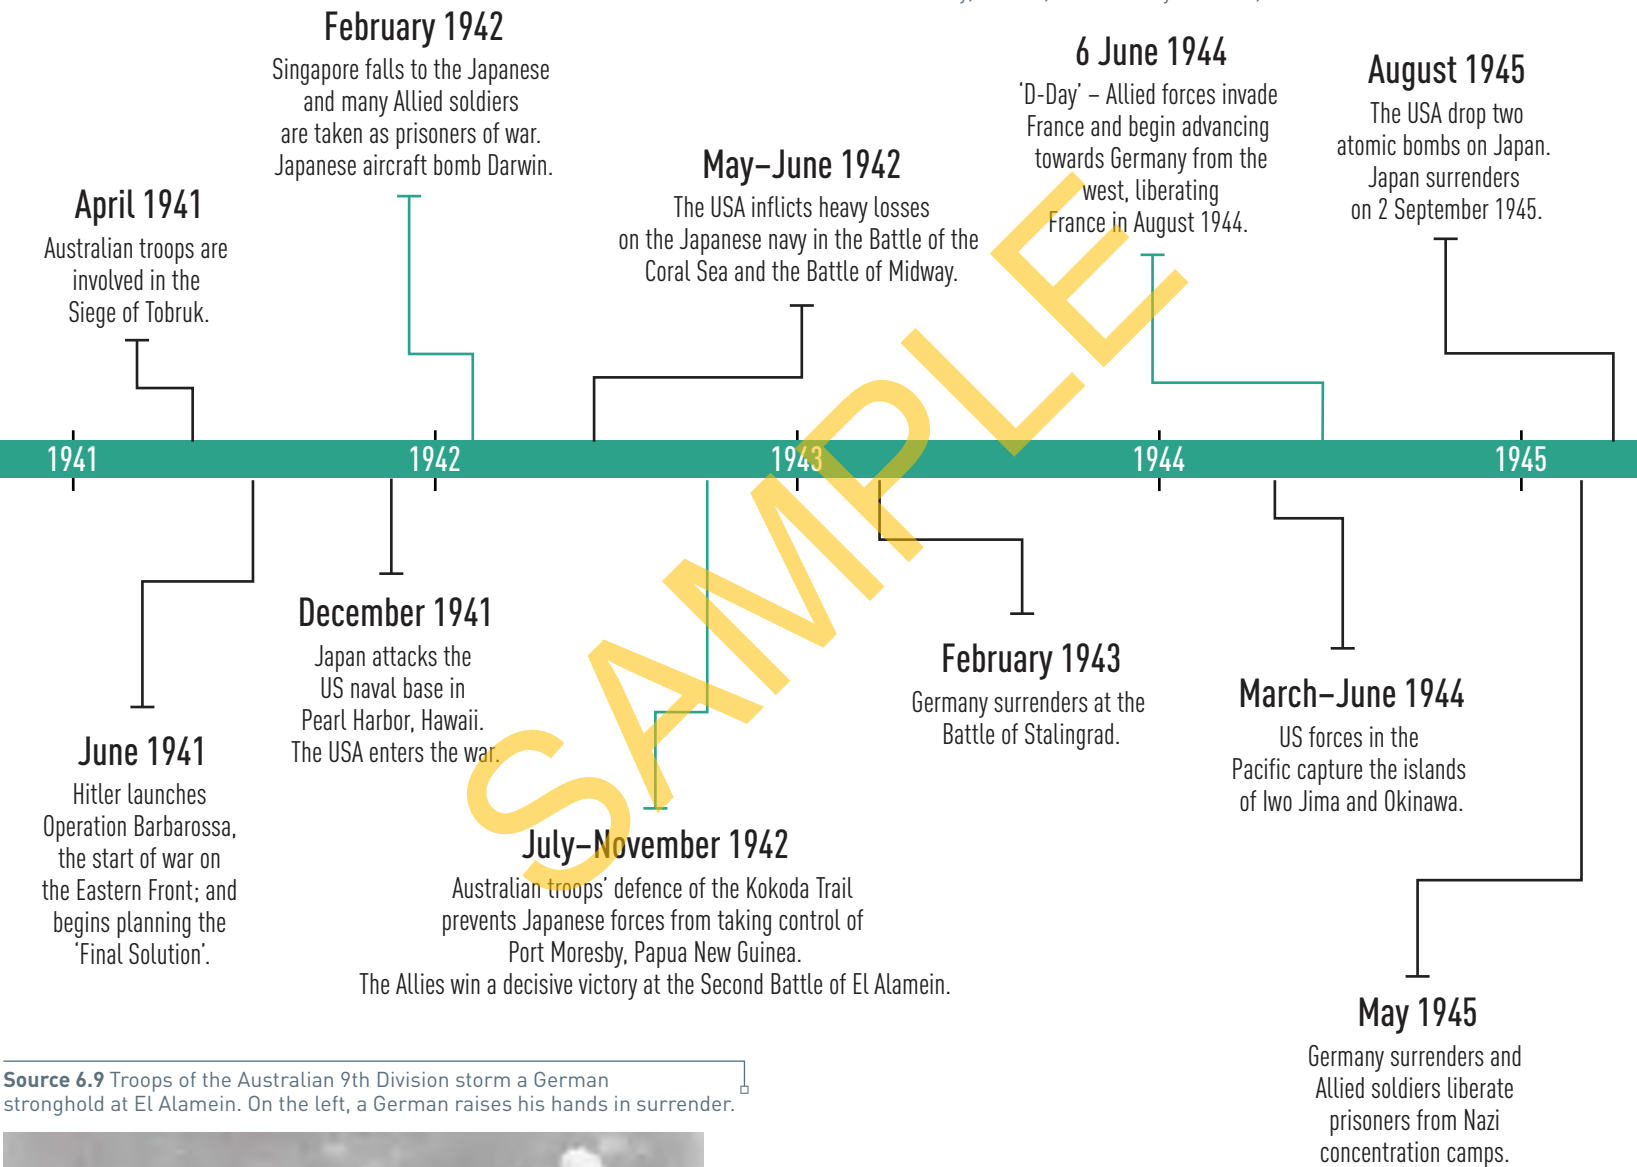 February 1942
Singapore falls to the Japanese
and many Allied soldiers
are taken as prisoners of war.
Japanese aircraft bomb Darwin.
6 June 1944
‘D-Day’ – Allied forces invade
France and begin advancing
towards Germany from the
west, liberating
France in August 1944.
August 1945
The USA drop two
atomic bombs on Japan.
Japan surrenders
on 2 September 1945.
May–June 1942
The USA inflicts heavy losses
on the Japanese navy in the Battle of the
Coral Sea and the Battle of Midway.
April 1941
Australian troops are
involved in the
Siege of Tobruk.
1941
1942
1943
1944
1945
SAMPLE
June 1941
Hitler launches
Operation Barbarossa,
the start of war on
the Eastern Front; and
begins planning the
‘Final Solution’.
December 1941
Japan attacks the
US naval base in
Pearl Harbor, Hawaii.
The USA enters the war.
July–November 1942
Australian troops’ defence of the Kokoda Trail
prevents Japanese forces from taking control of
Port Moresby, Papua New Guinea.
The Allies win a decisive victory at the Second Battle of El Alamein.
February 1943
Germany surrenders at the
Battle of Stalingrad.
March–June 1944
US forces in the
Pacific capture the islands
of Iwo Jima and Okinawa.
May 1945
Germany surrenders and
Allied soldiers liberate
prisoners from Nazi
concentration camps.
Source 6.9 Troops of the Australian 9th Division storm a German
stronghold at El Alamein. On the left, a German raises his hands in surrender.